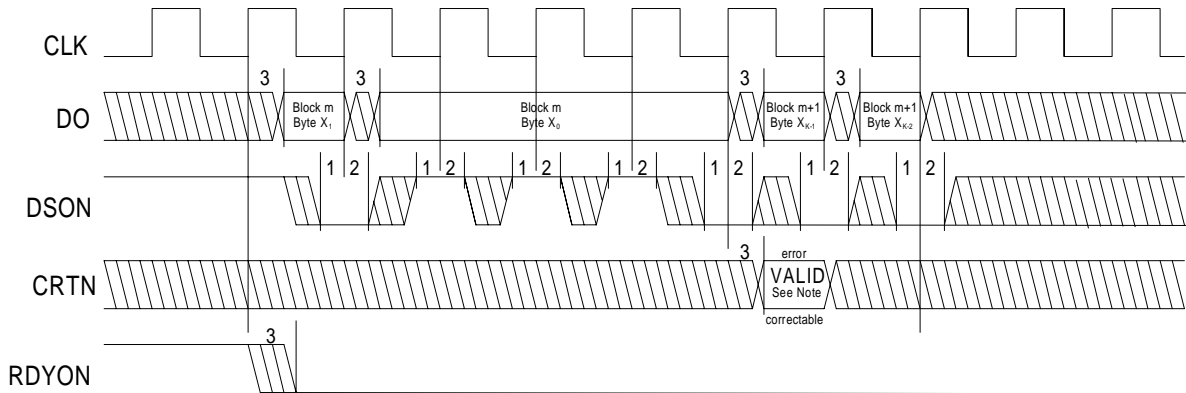 CLK
3 3 3 3
DO
Block m
Byte X₁
Block m
Byte X₀
Block m+1
Byte X_K-1
Block m+1
Byte X_K-2
1 2 1 2 1 2 1 2 1 2 1 2 1 2
DSON
3
error
CRTN
VALID
See Note
correctable
3
RDYON